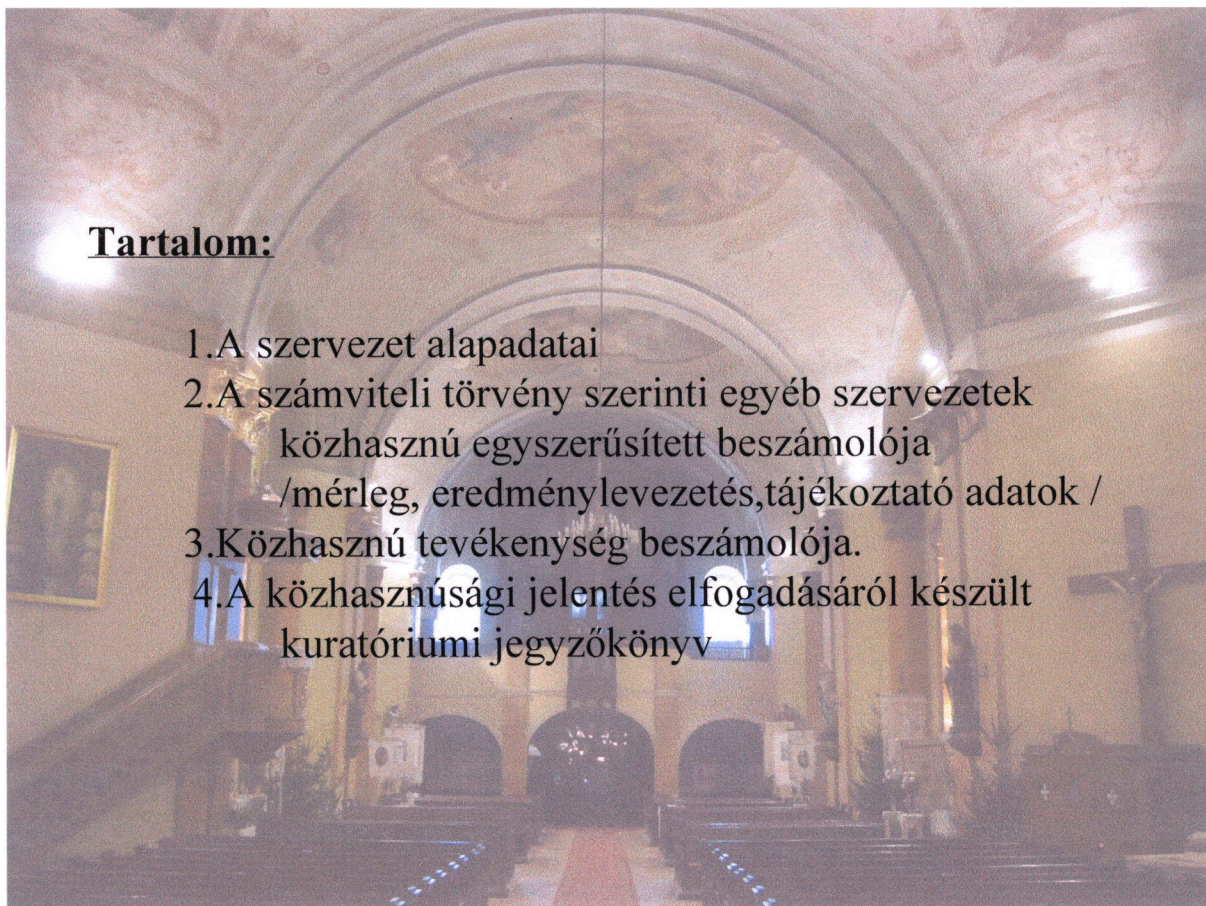 Tartalom:
1.A szervezet alapadatai
2.A számviteli törvény szerinti egyéb szervezetek
közhasznú egyszerűsített beszámolója
/mérleg, eredménylevezetés,tájékoztató adatok /
3.Közhasznú tevékenység beszámolója.
4.A közhasznúsági jelentés elfogadásáról készült
kuratóriumi jegyzőkönyv